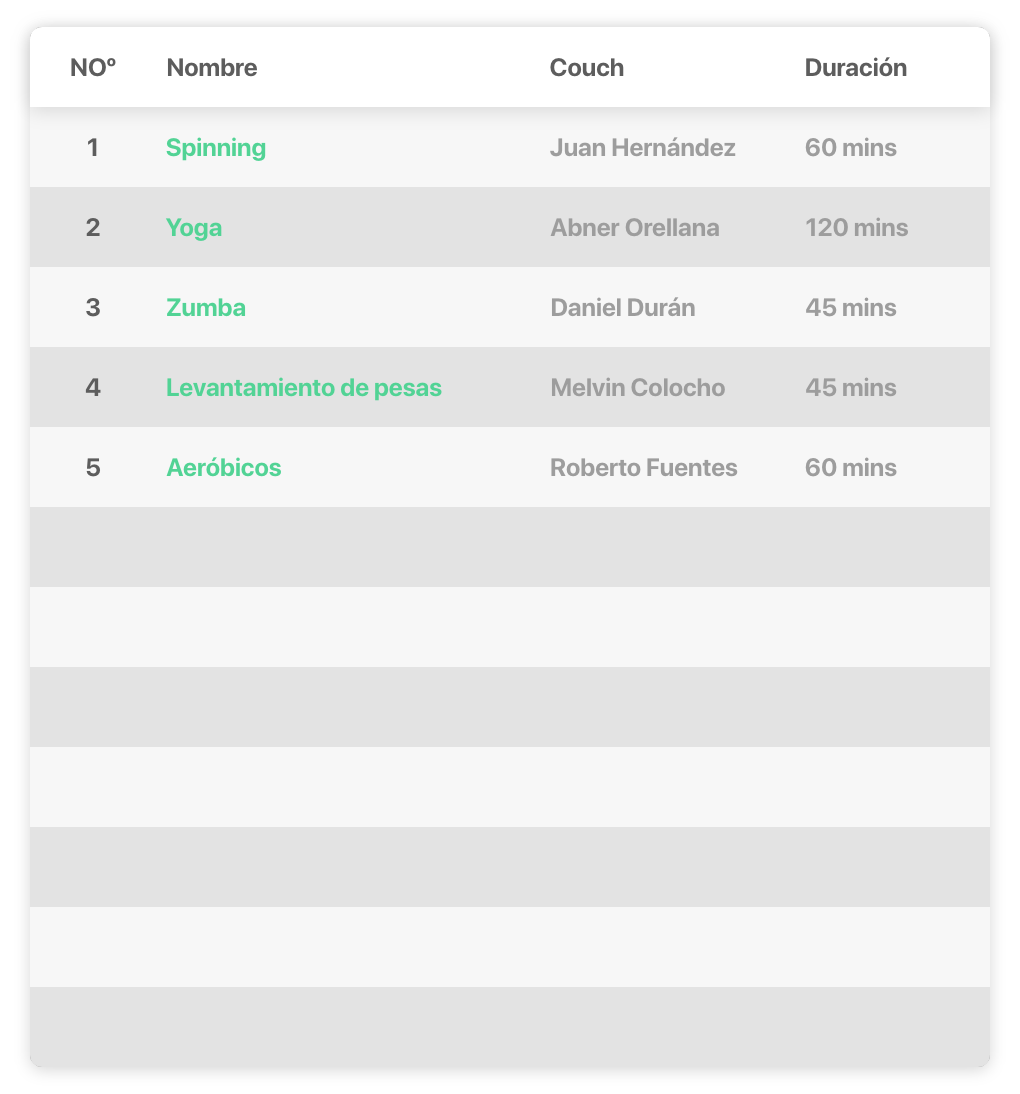 NOº Nombre Couch Duración
1 Spinning Juan Hernández 60 mins
2 Yoga Abner Orellana 120 mins
3 Zumba Daniel Durán 45 mins
4 Levantamiento de pesas Melvin Colocho 45 mins
5 Aeróbicos Roberto Fuentes 60 mins